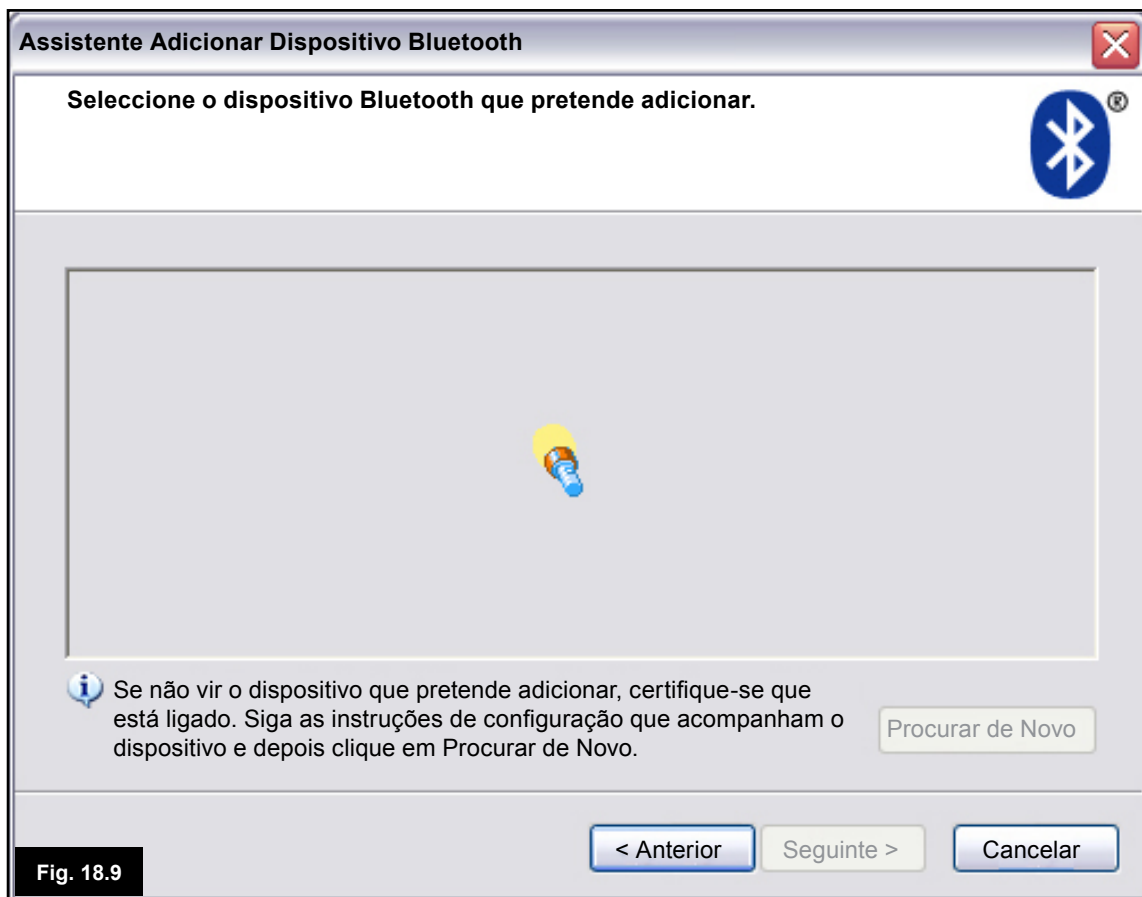 Assistente Adicionar Dispositivo Bluetooth
Seleccione o dispositivo Bluetooth que pretende adicionar.
®
Se não vir o dispositivo que pretende adicionar, certifique-se que
está ligado. Siga as instruções de configuração que acompanham o
dispositivo e depois clique em Procurar de Novo.
Procurar de Novo
< Anterior
Seguinte >
Cancelar
Fig. 18.9